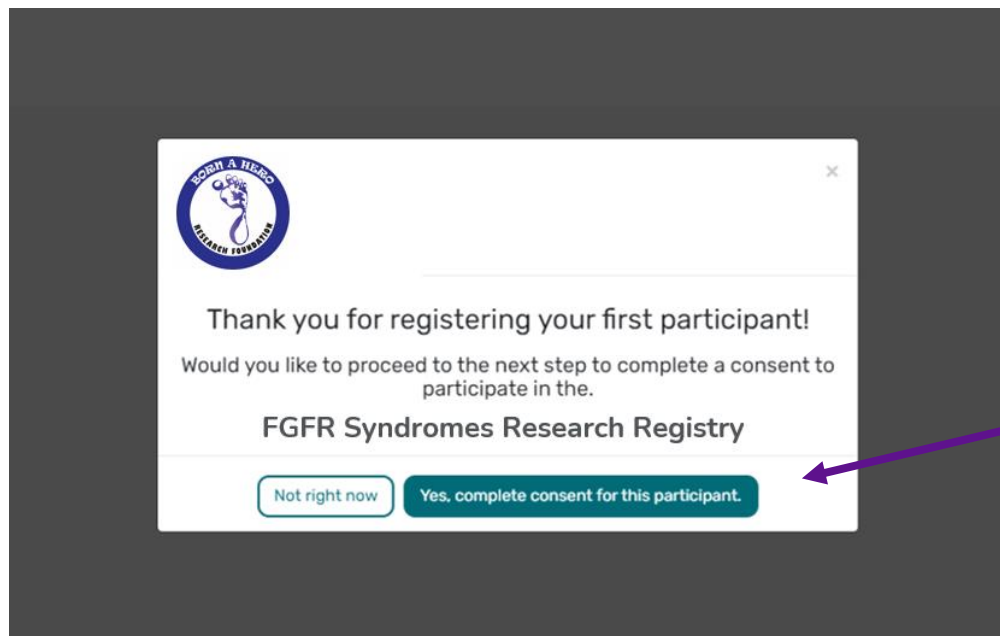 BORN A HERO
RESEARCH FOUNDATION
×
Thank you for registering your first participant!
Would you like to proceed to the next step to complete a consent to
participate in the.
FGFR Syndromes Research Registry
Not right now
Yes, complete consent for this participant.